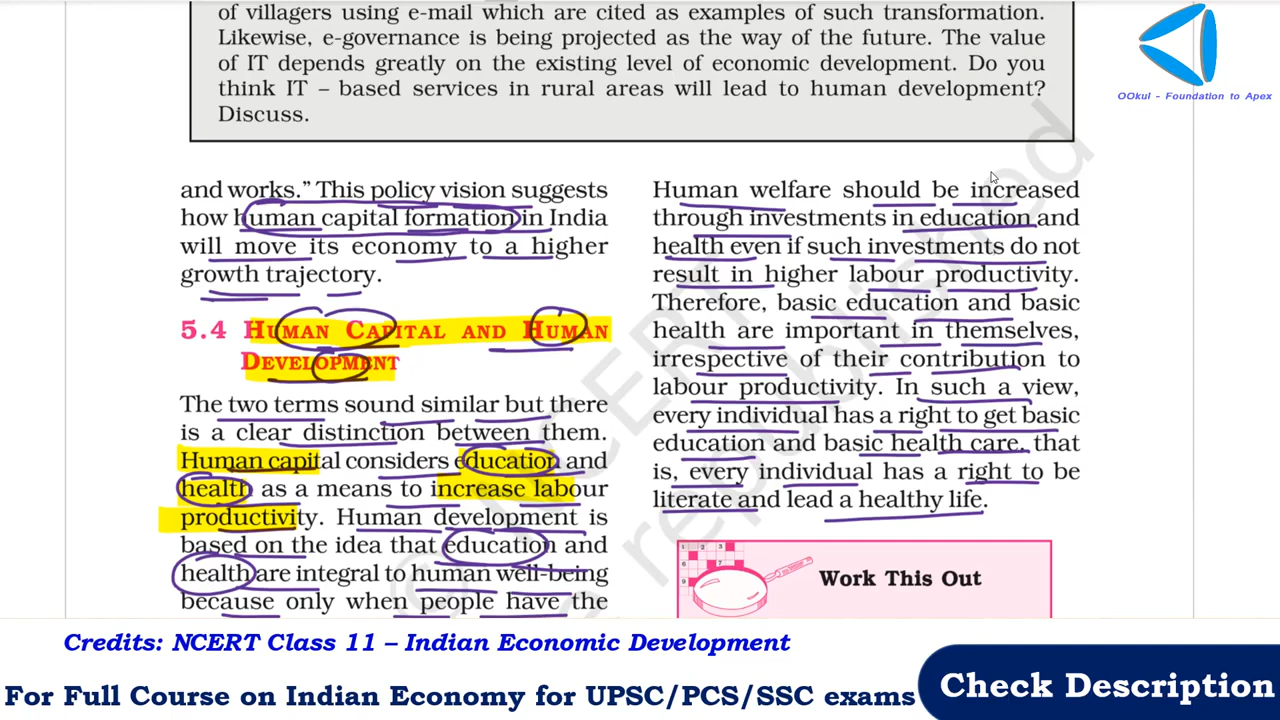 of villagers using e-mail which are cited as examples of such transformation.
Likewise, e-governance is being projected as the way of the future. The value
of IT depends greatly on the existing level of economic development. Do you
think IT – based services in rural areas will lead to human development?
Discuss.
OOkul - Foundation to Apex
and works.” This policy vision suggests
how human capital formation in India
will move its economy to a higher
growth trajectory.
5.4 HUMAN CAPITAL AND HUMAN
DEVELOPMENT
The two terms sound similar but there
is a clear distinction between them.
Human capital considers education and
health as a means to increase labour
productivity. Human development is
based on the idea that education and
health are integral to human well-being
because only when people have the
Human welfare should be increased
through investments in education and
health even if such investments do not
result in higher labour productivity.
Therefore, basic education and basic
health are important in themselves,
irrespective of their contribution to
labour productivity. In such a view,
every individual has a right to get basic
education and basic health care, that
is, every individual has a right to be
literate and lead a healthy life.
1 2 3
7
6
9
Work This Out
© NCERT
republished
Credits: NCERT Class 11 – Indian Economic Development
For Full Course on Indian Economy for UPSC/PCS/SSC exams
Check Description